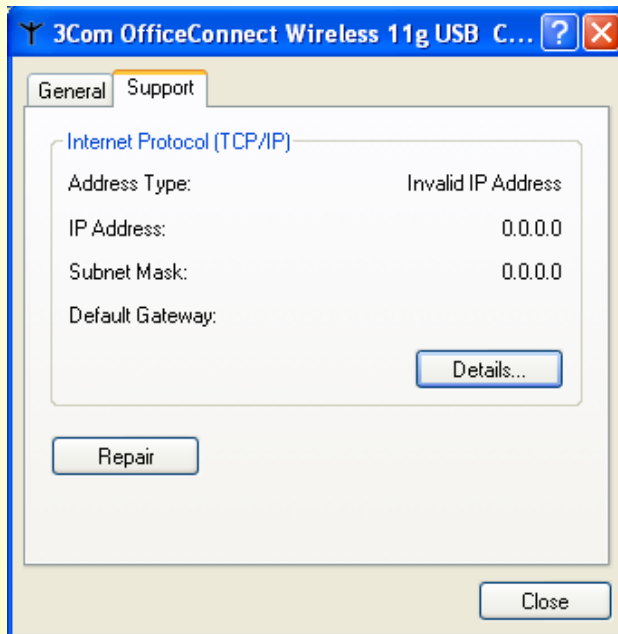 3Com OfficeConnect Wireless 11g USB C...
General Support
Internet Protocol (TCP/IP)
Address Type: Invalid IP Address
IP Address: 0.0.0.0
Subnet Mask: 0.0.0.0
Default Gateway:
Details...
Repair
Close